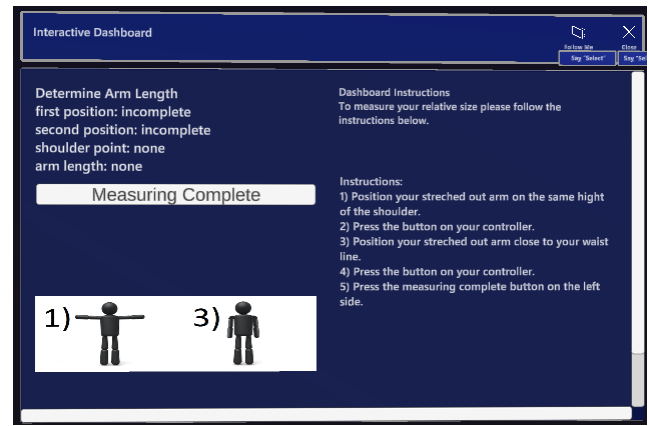 Interactive Dashboard
Follow Me
Close
Say "Select"
Say "Sel
Determine Arm Length
first position: incomplete
second position: incomplete
shoulder point: none
arm length: none
Measuring Complete
1)
3)
Dashboard Instructions
To measure your relative size please follow the
instructions below.
Instructions:
1) Position your streched out arm on the same hight
of the shoulder.
2) Press the button on your controller.
3) Position your streched out arm close to your waist
line.
4) Press the button on your controller.
5) Press the measuring complete button on the left
side.